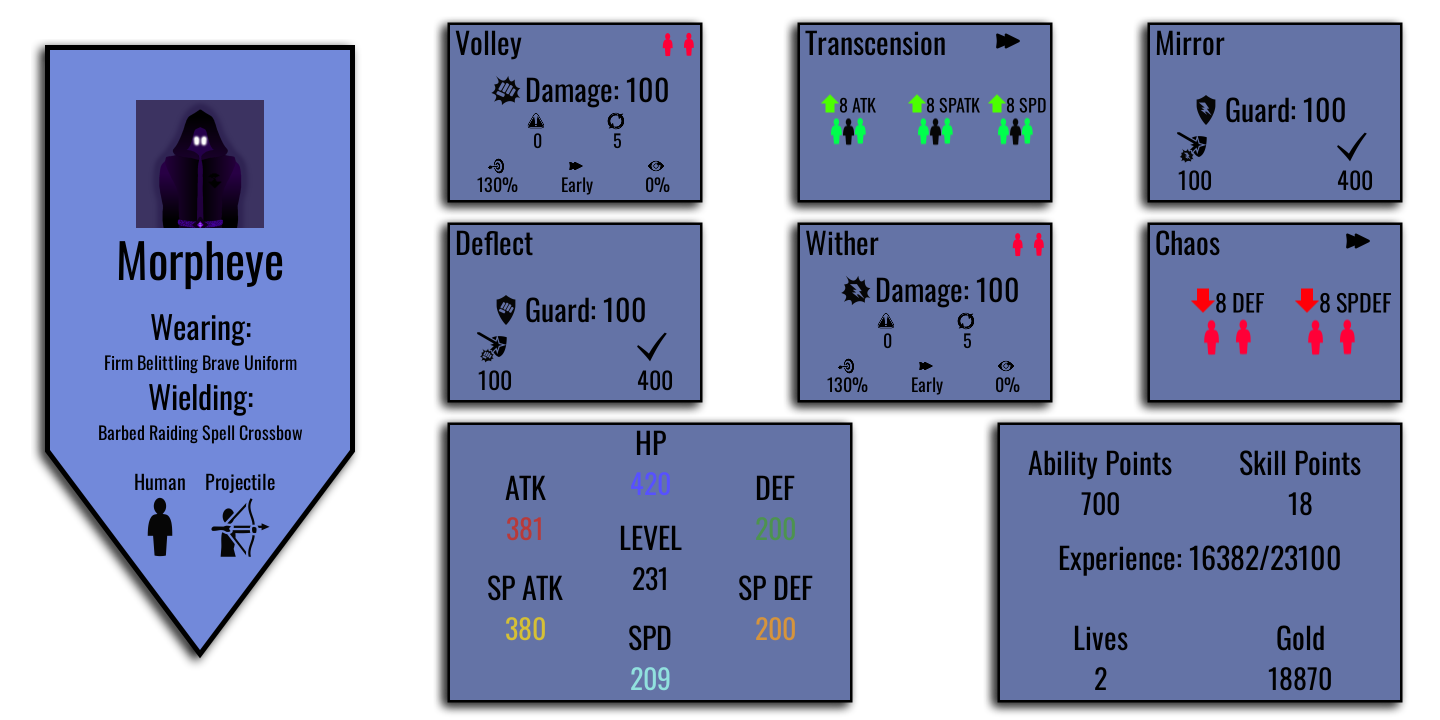 Morpheye
Wearing:
Firm Belittling Brave Uniform
Wielding:
Barbed Raiding Spell Crossbow
Human Projectile
Volley
Damage: 100
0 5
130% Early 0%
Transcension
8 ATK 8 SPATK 8 SPD
Mirror
Guard: 100
100 400
Deflect
Guard: 100
100 400
Wither
Damage: 100
0 5
130% Early 0%
Chaos
8 DEF 8 SPDEF
HP
420
ATK DEF
381 200
LEVEL
231
SP ATK SP DEF
380 200
SPD
209
Ability Points Skill Points
700 18
Experience: 16382/23100
Lives Gold
2 18870